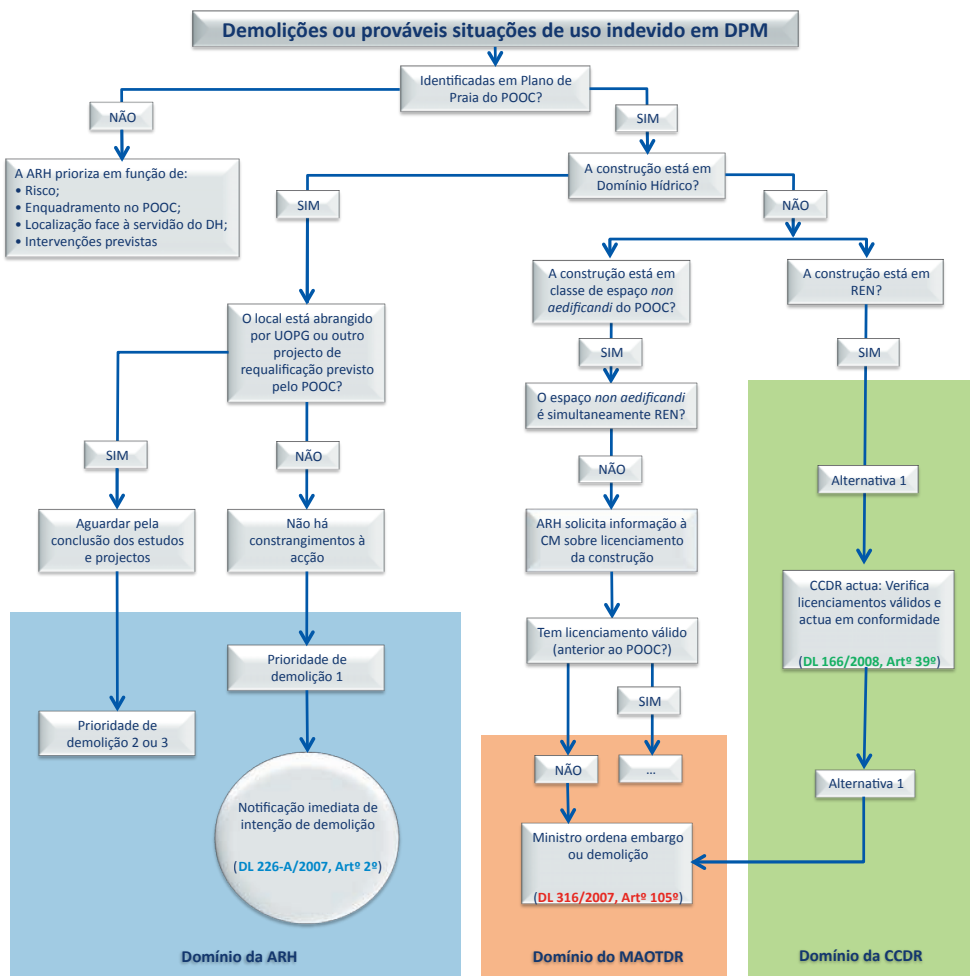 Demolições ou prováveis situações de uso indevido em DPM
Identificadas em Plano de
Praia do POOC?
NÃO
SIM
A ARH prioriza em função de:
• Risco;
• Enquadramento no POOC;
• Localização face à servidão do DH;
• Intervenções previstas
A construção está em
Domínio Hídrico?
SIM
NÃO
A construção está em
classe de espaço non
aedificandi do POOC?
A construção está em
REN?
O local está abrangido
por UOPG ou outro
projecto de
requalificação previsto
pelo POOC?
SIM
SIM
O espaço non aedificandi
é simultaneamente REN?
SIM
NÃO
NÃO
Alternativa 1
Aguardar pela
conclusão dos estudos
e projectos
Não há
constrangimentos à
acção
ARH solicita informação à
CM sobre licenciamento
da construção
CCDR actua: Verifica
licenciamentos válidos e
actua em conformidade
(DL 166/2008, Artº 39º)
Tem licenciamento válido
(anterior ao POOC?)
Prioridade de
demolição 1
SIM
Prioridade de
demolição 2 ou 3
NÃO
...
Alternativa 1
Notificação imediata de
intenção de demolição
(DL 226-A/2007, Artº 2º)
Ministro ordena embargo
ou demolição
(DL 316/2007, Artº 105º)
Domínio da ARH
Domínio do MAOTDR
Domínio da CCDR